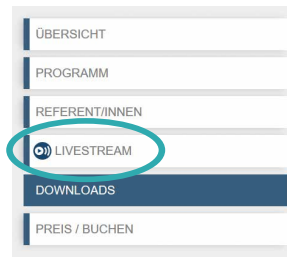 ÜBERSICHT
PROGRAMM
REFERENT/INNEN
LIVESTREAM
DOWNLOADS
PREIS / BUCHEN